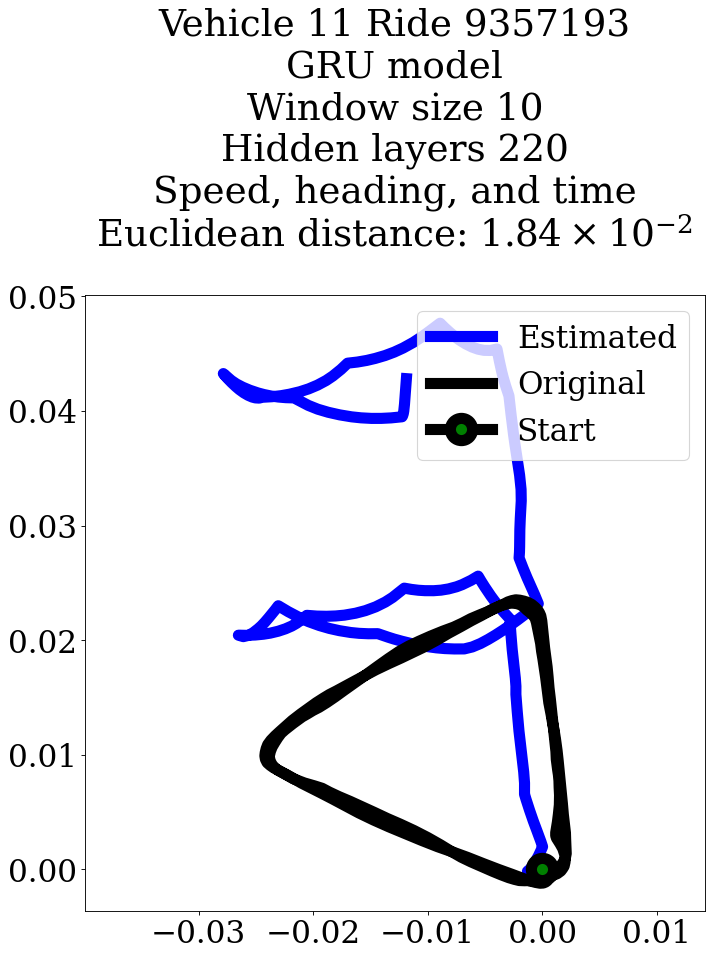 Vehicle 11 Ride 9357193
GRU model
Window size 10
Hidden layers 220
Speed, heading, and time
Euclidean distance: 1.84 × 10⁻²
0.05
0.04
0.03
0.02
0.01
0.00
Estimated
Original
Start
−0.03 −0.02 −0.01 0.00 0.01